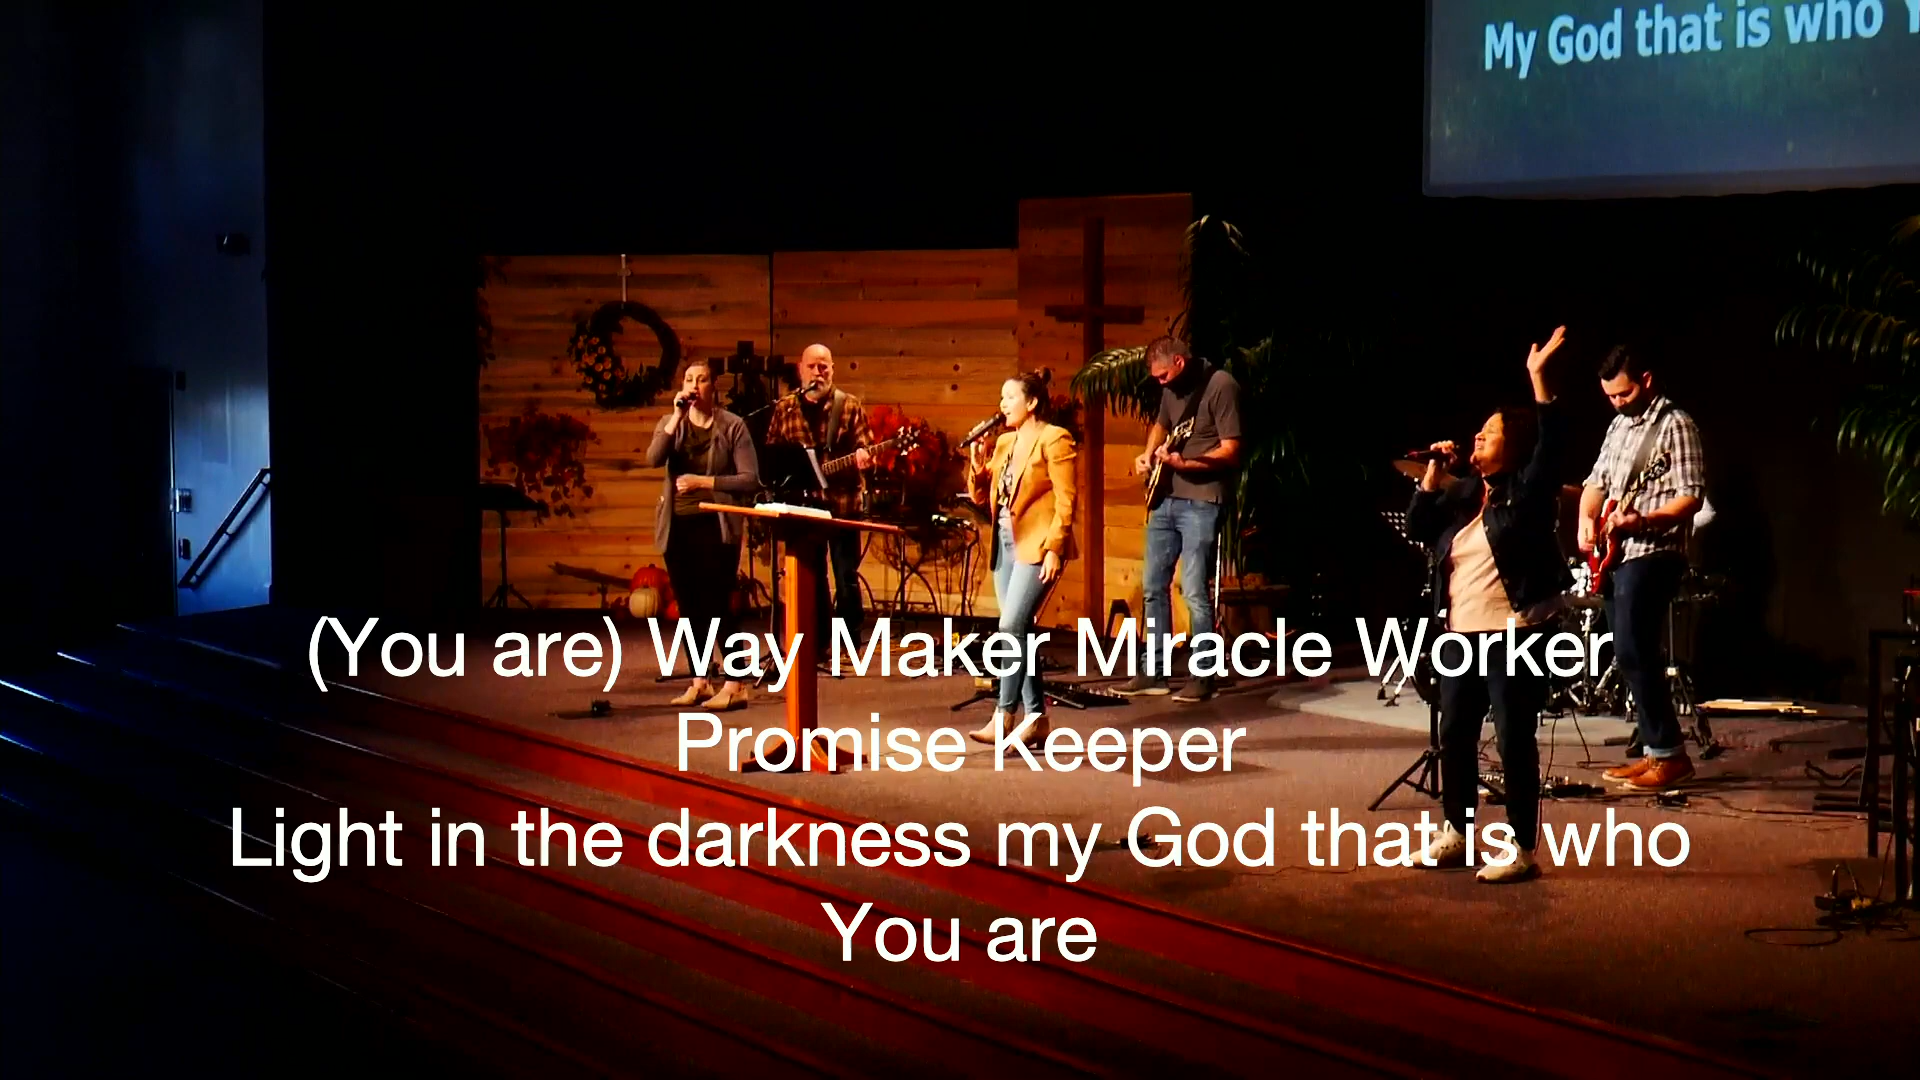 My God that is who
(You are) Way Maker Miracle Worker
Promise Keeper
Light in the darkness my God that is who
You are